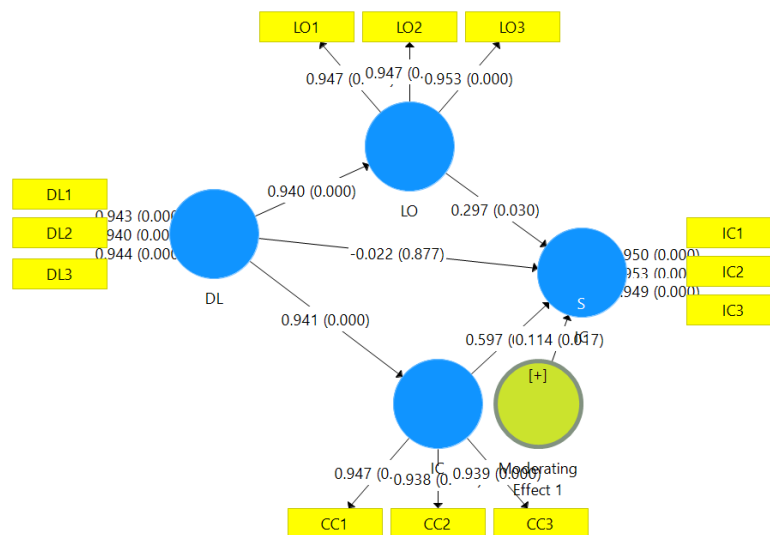 LO1 LO2 LO3
0.947 (0. 0.947 (0. 0.953 (0.000)
LO
0.940 (0.000)
0.297 (0.030)
DL1
DL2
DL3
0.943 (0.000
.940 (0.000
0.944 (0.000
DL
-0.022 (0.877)
IC1
IC2
IC3
.950 (0.000)
.953 (0.000
.949 (0.000)
S
IC
0.941 (0.000)
0.597 (
0.114 (0.017)
[+]
Moderating
Effect 1
IC
0.947 (0. 0.938 (0. 0.939 (0.000)
CC1 CC2 CC3